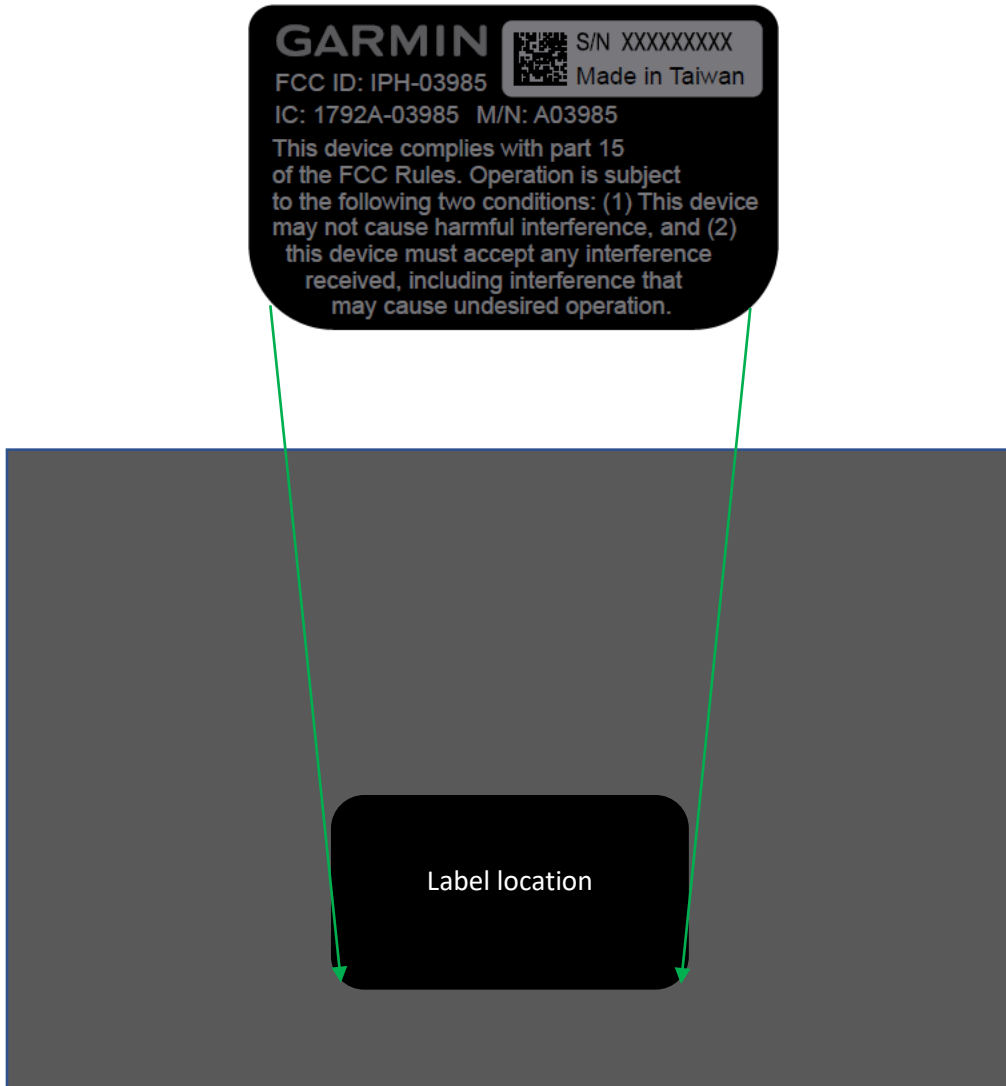 GARMIN
S/N XXXXXXXXX
FCC ID: IPH-03985
Made in Taiwan
IC: 1792A-03985 M/N: A03985
This device complies with part 15
of the FCC Rules. Operation is subject
to the following two conditions: (1) This device
may not cause harmful interference, and (2)
this device must accept any interference
received, including interference that
may cause undesired operation.
Label location